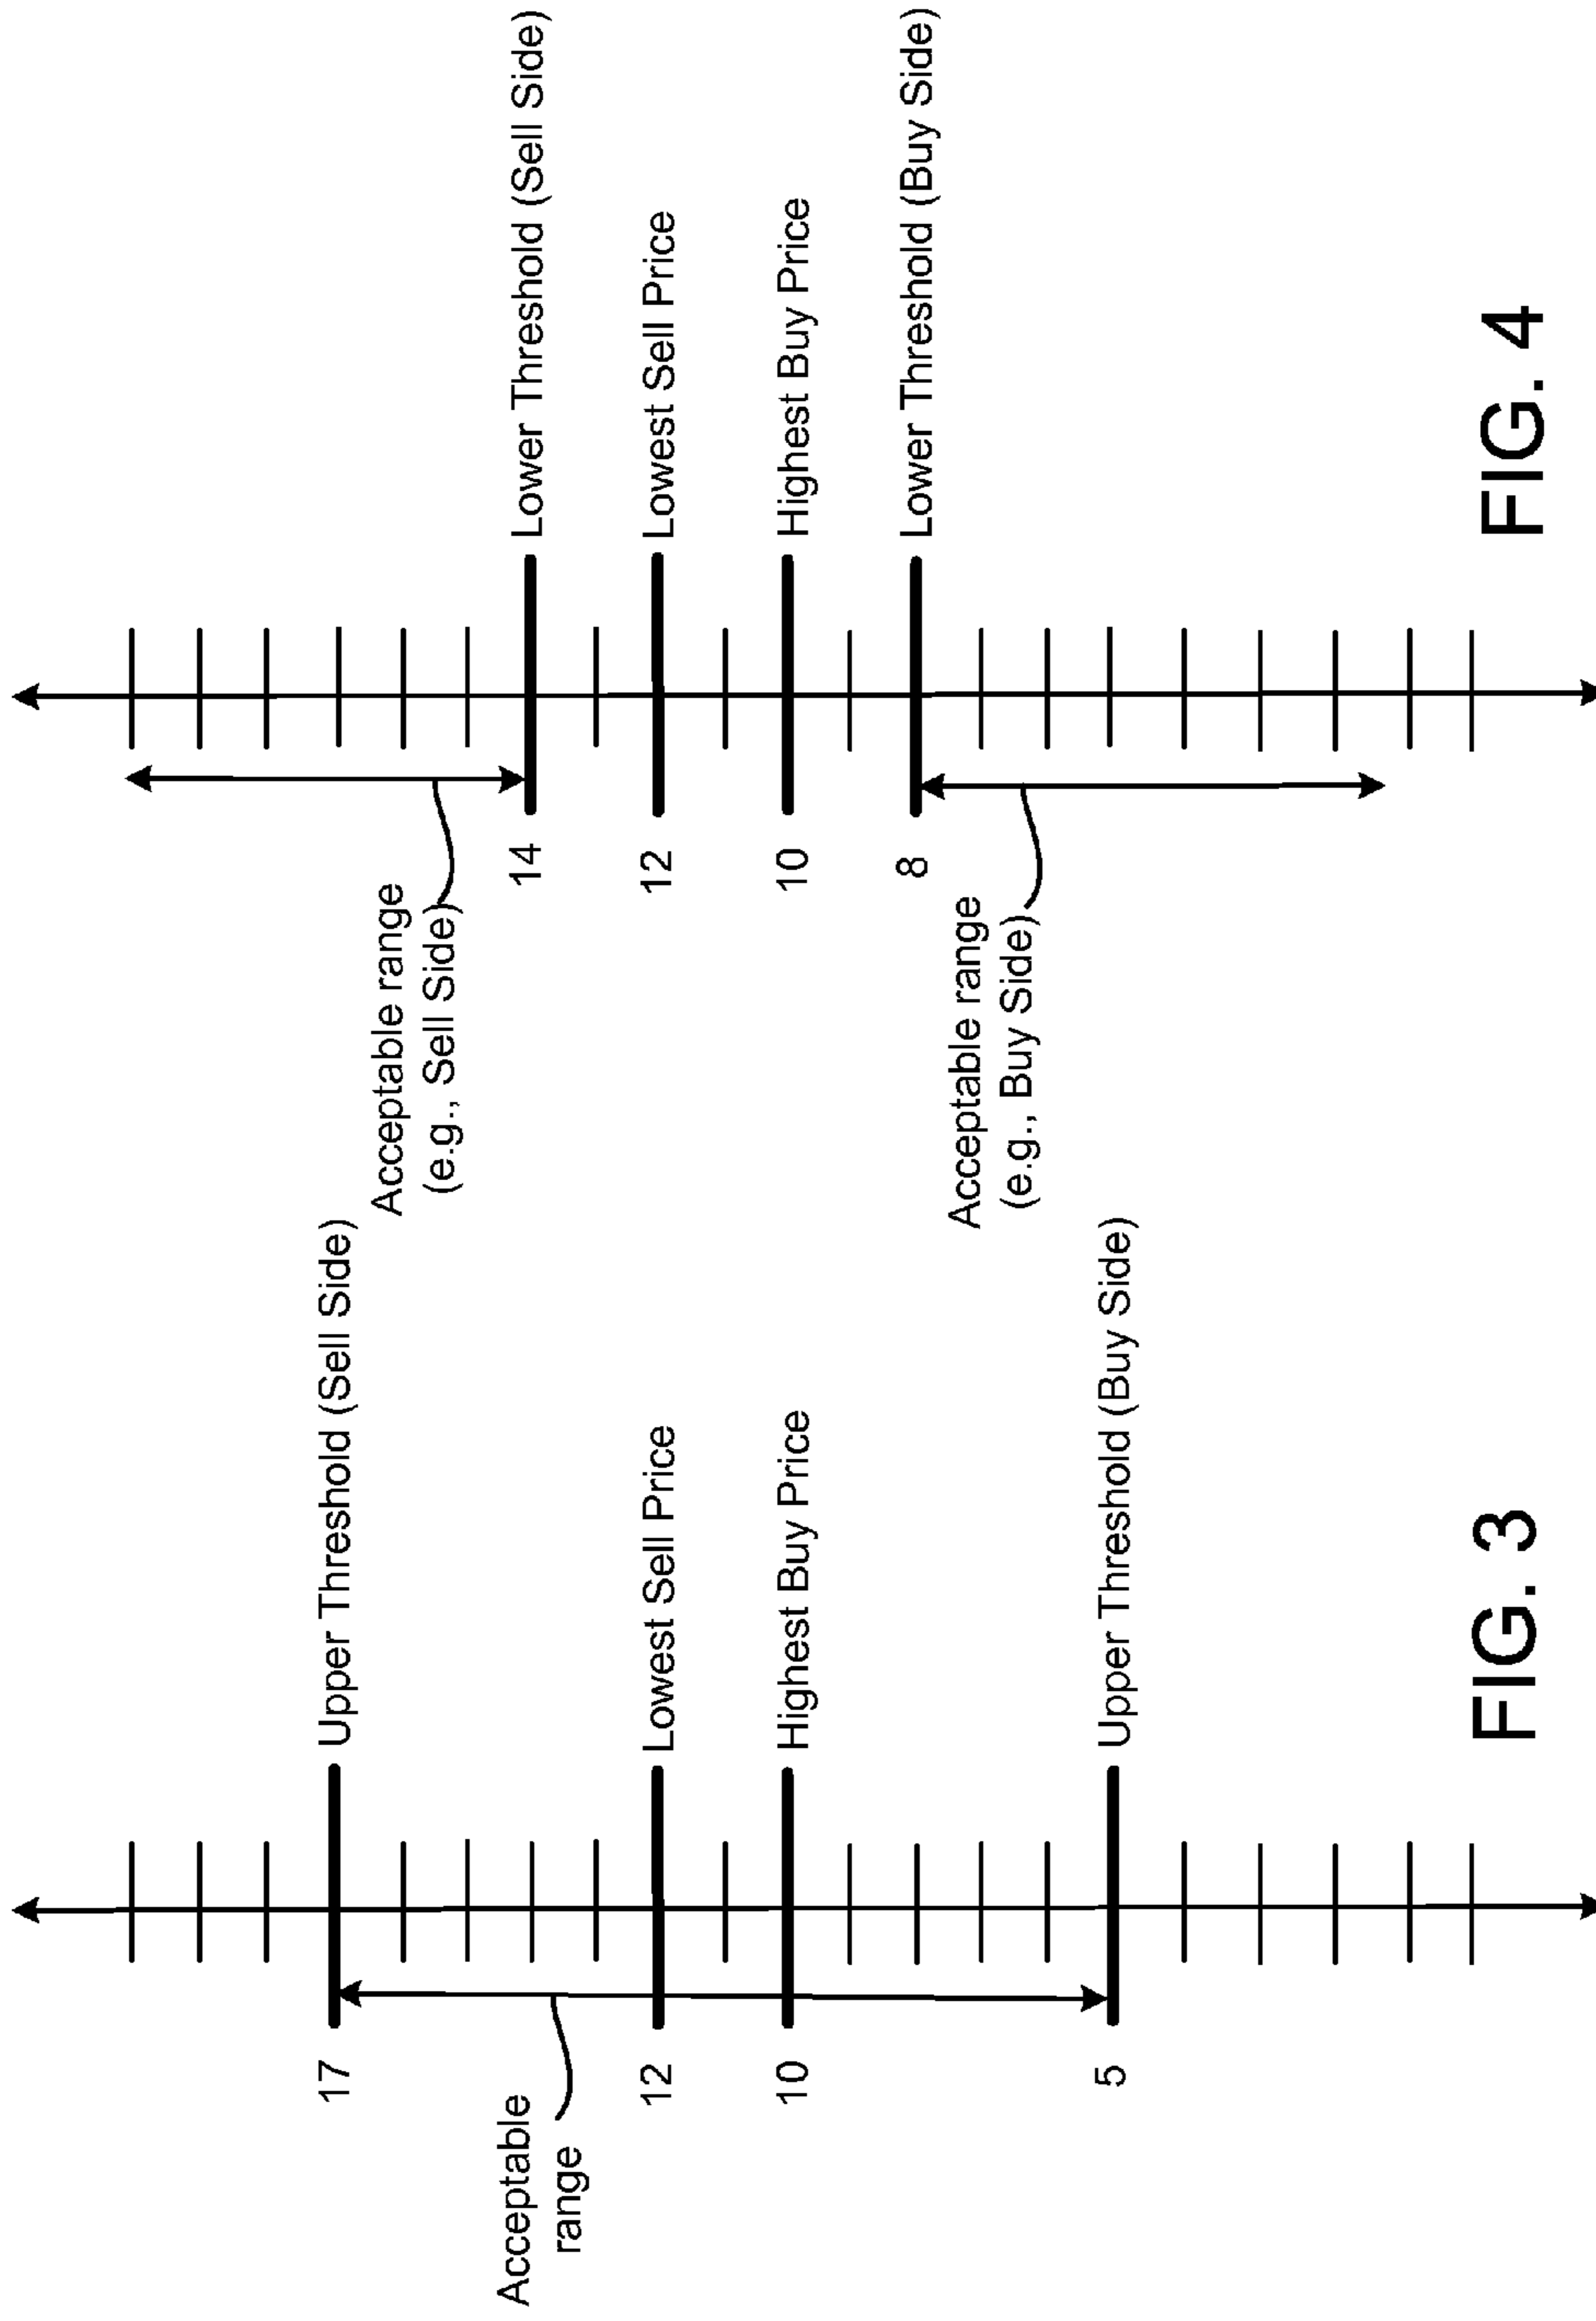 17
Upper Threshold (Sell Side)
Acceptable
range
12
Lowest Sell Price
10
Highest Buy Price
5
Upper Threshold (Buy Side)
FIG. 3
Acceptable range
(e.g., Sell Side)
14
Lower Threshold (Sell Side)
12
Lowest Sell Price
10
Highest Buy Price
8
Lower Threshold (Buy Side)
Acceptable range
(e.g., Buy Side)
FIG. 4